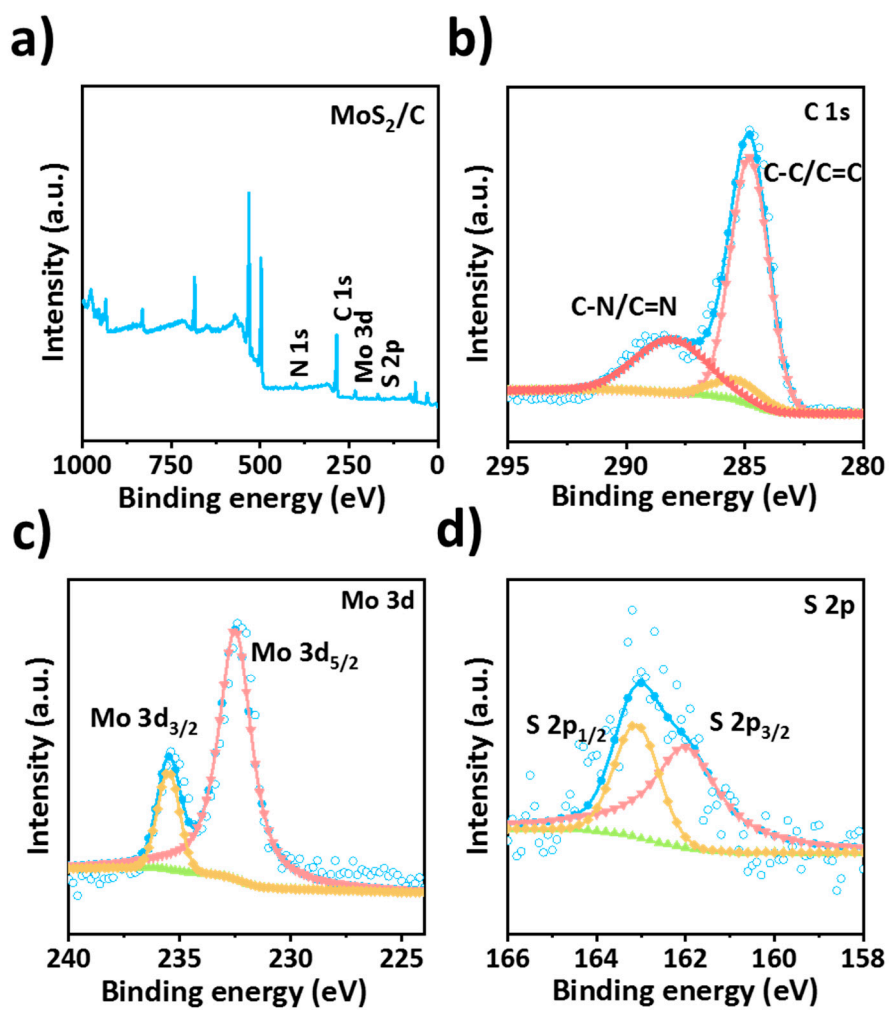 a)
MoS₂/C
Intensity (a.u.)
N 1s
C 1s
Mo 3d
S 2p
1000 750 500 250 0
Binding energy (eV)
b)
C 1s
C-C/C=C
C-N/C=N
Intensity (a.u.)
295 290 285 280
Binding energy (eV)
c)
Mo 3d
Mo 3d₅/₂
Mo 3d₃/₂
Intensity (a.u.)
240 235 230 225
Binding energy (eV)
d)
S 2p
S 2p₁/₂
S 2p₃/₂
Intensity (a.u.)
166 164 162 160 158
Binding energy (eV)